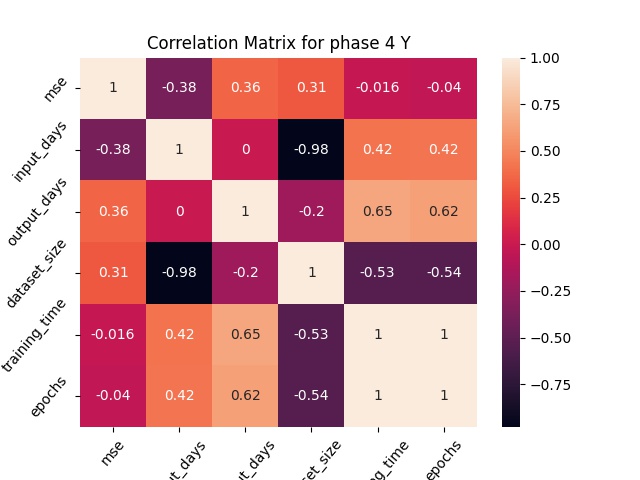 Correlation Matrix for phase 4 Y
mse 1 -0.38 0.36 0.31 -0.016 -0.04
input_days -0.38 1 0 -0.98 0.42 0.42
output_days 0.36 0 1 -0.2 0.65 0.62
dataset_size 0.31 -0.98 -0.2 1 -0.53 -0.54
training_time -0.016 0.42 0.65 -0.53 1 1
epochs -0.04 0.42 0.62 -0.54 1 1
mse ut_days ut_days set_size ng_time epochs
1.00
0.75
0.50
0.25
0.00
−0.25
−0.50
−0.75